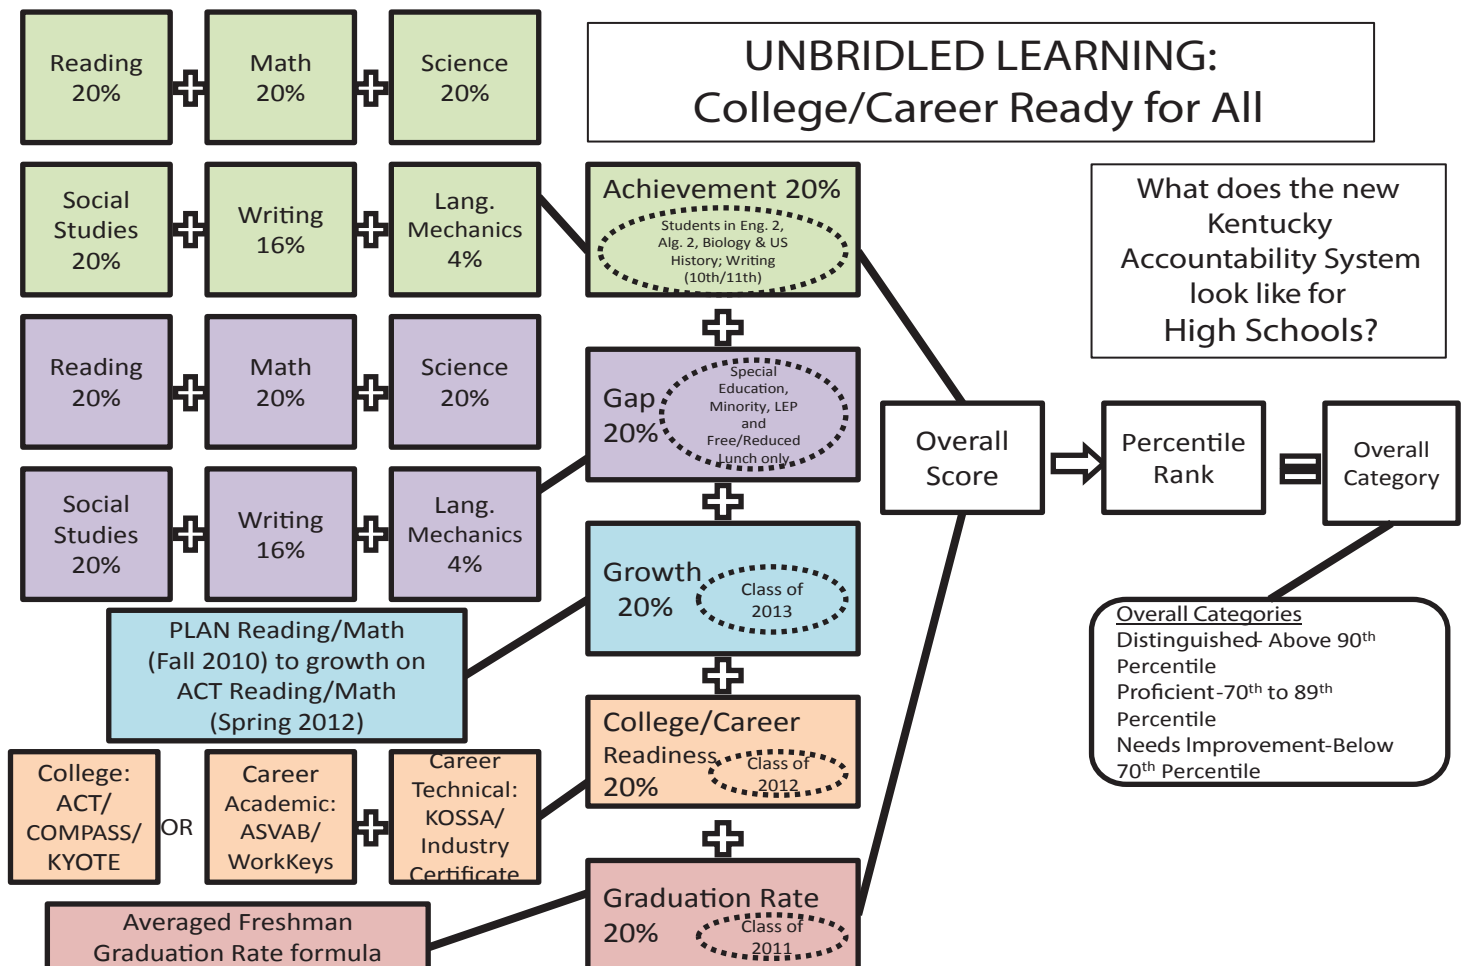 UNBRIDLED LEARNING:
College/Career Ready for All
What does the new
Kentucky
Accountability System
look like for
High Schools?
Reading
20%
Math
20%
Science
20%
Social
Studies
20%
Writing
16%
Lang.
Mechanics
4%
Achievement 20%
Students in Eng. 2,
Alg. 2, Biology & US
History; Writing
(10th/11th)
Reading
20%
Math
20%
Science
20%
Social
Studies
20%
Writing
16%
Lang.
Mechanics
4%
Gap
20%
Special
Education,
Minority, LEP
and
Free/Reduced
Lunch only
PLAN Reading/Math
(Fall 2010) to growth on
ACT Reading/Math
(Spring 2012)
Growth
20%
Class of
2013
College:
ACT/
COMPASS/
KYOTE
OR
Career
Academic:
ASVAB/
WorkKeys
Career
Technical:
KOSSA/
Industry
Certificate
College/Career
Readiness
20%
Class of
2012
Averaged Freshman
Graduation Rate formula
Graduation Rate
20%
Class of
2011
Overall
Score
Percentile
Rank
Overall
Category
Overall Categories
Distinguished- Above 90th
Percentile
Proficient-70th to 89th
Percentile
Needs Improvement-Below
70th Percentile